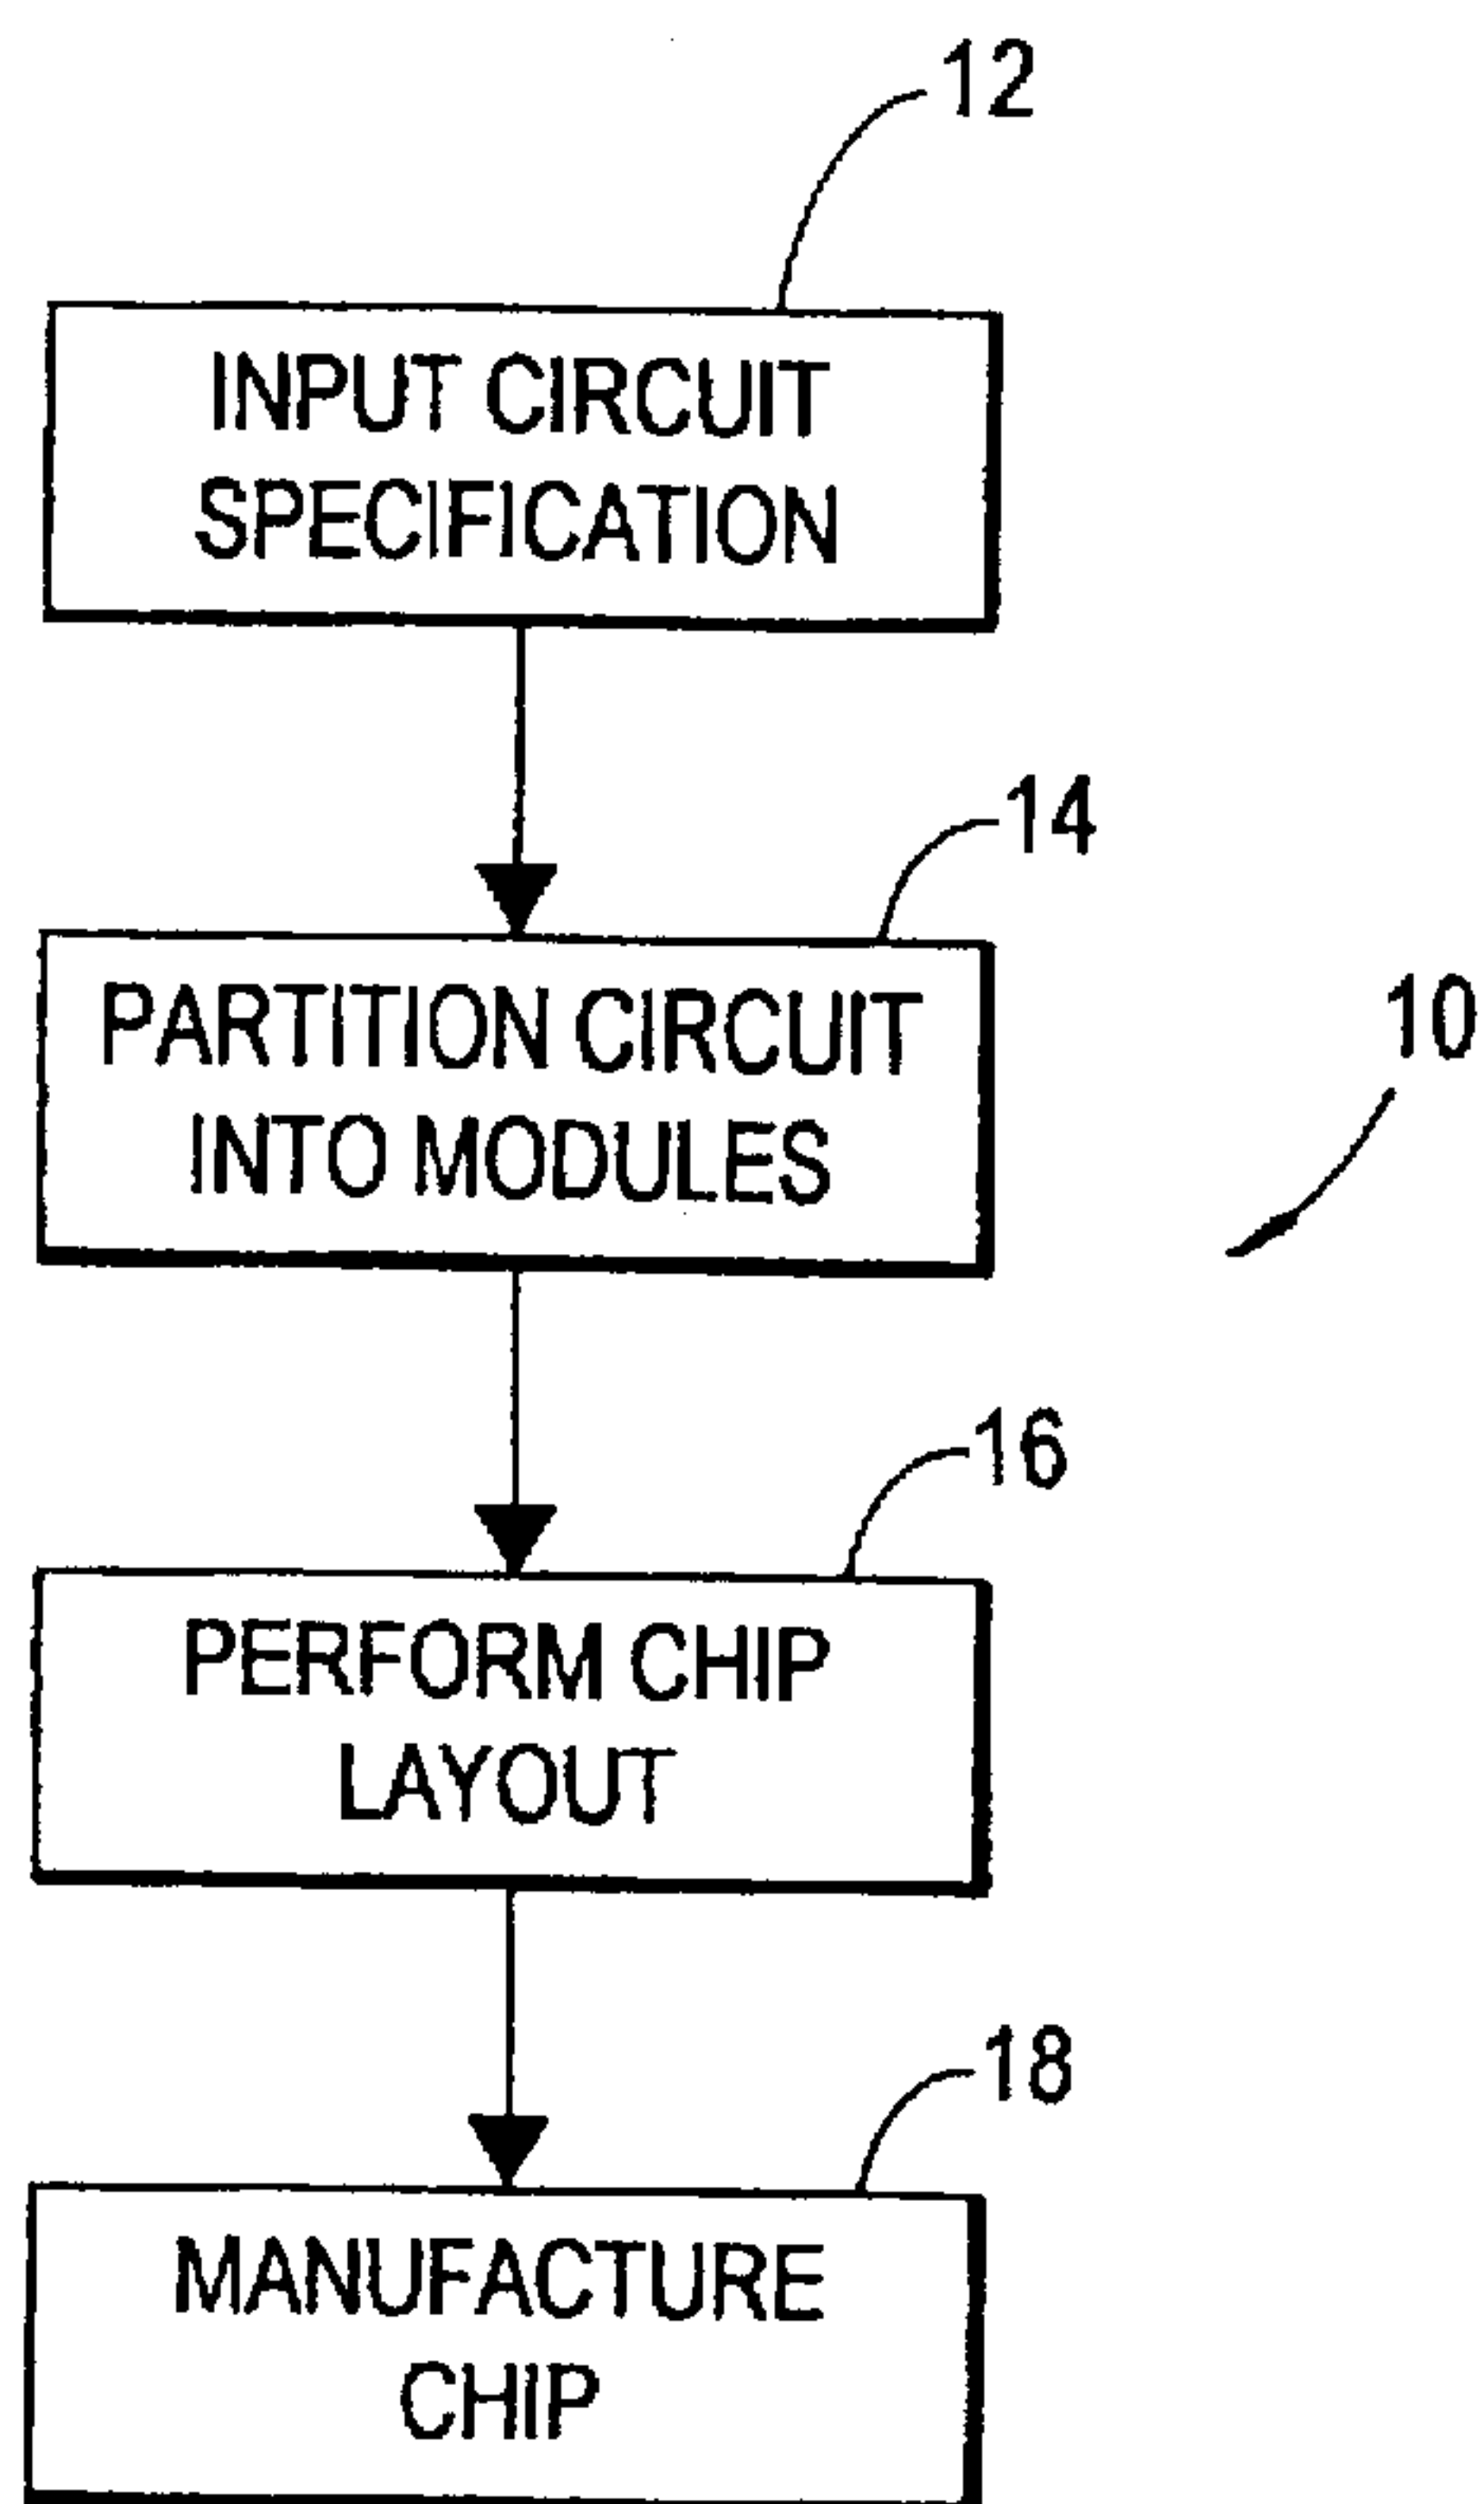 12
INPUT CIRCUIT
SPECIFICATION
14
PARTITION CIRCUIT
INTO MODULES
10
16
PERFORM CHIP
LAYOUT
18
MANUFACTURE
CHIP